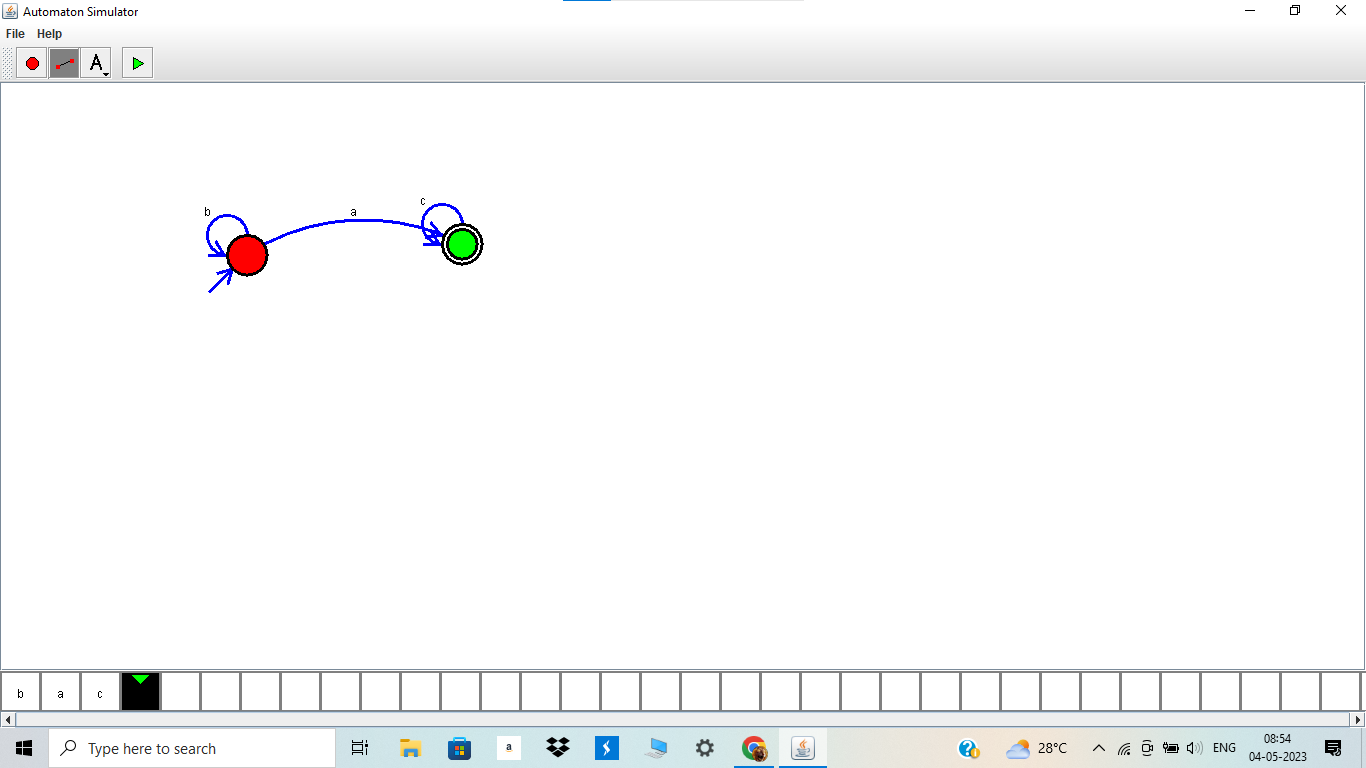 Automaton Simulator
File Help
A
b a c
b a c
Type here to search
a
28°C
ENG
08:54
04-05-2023